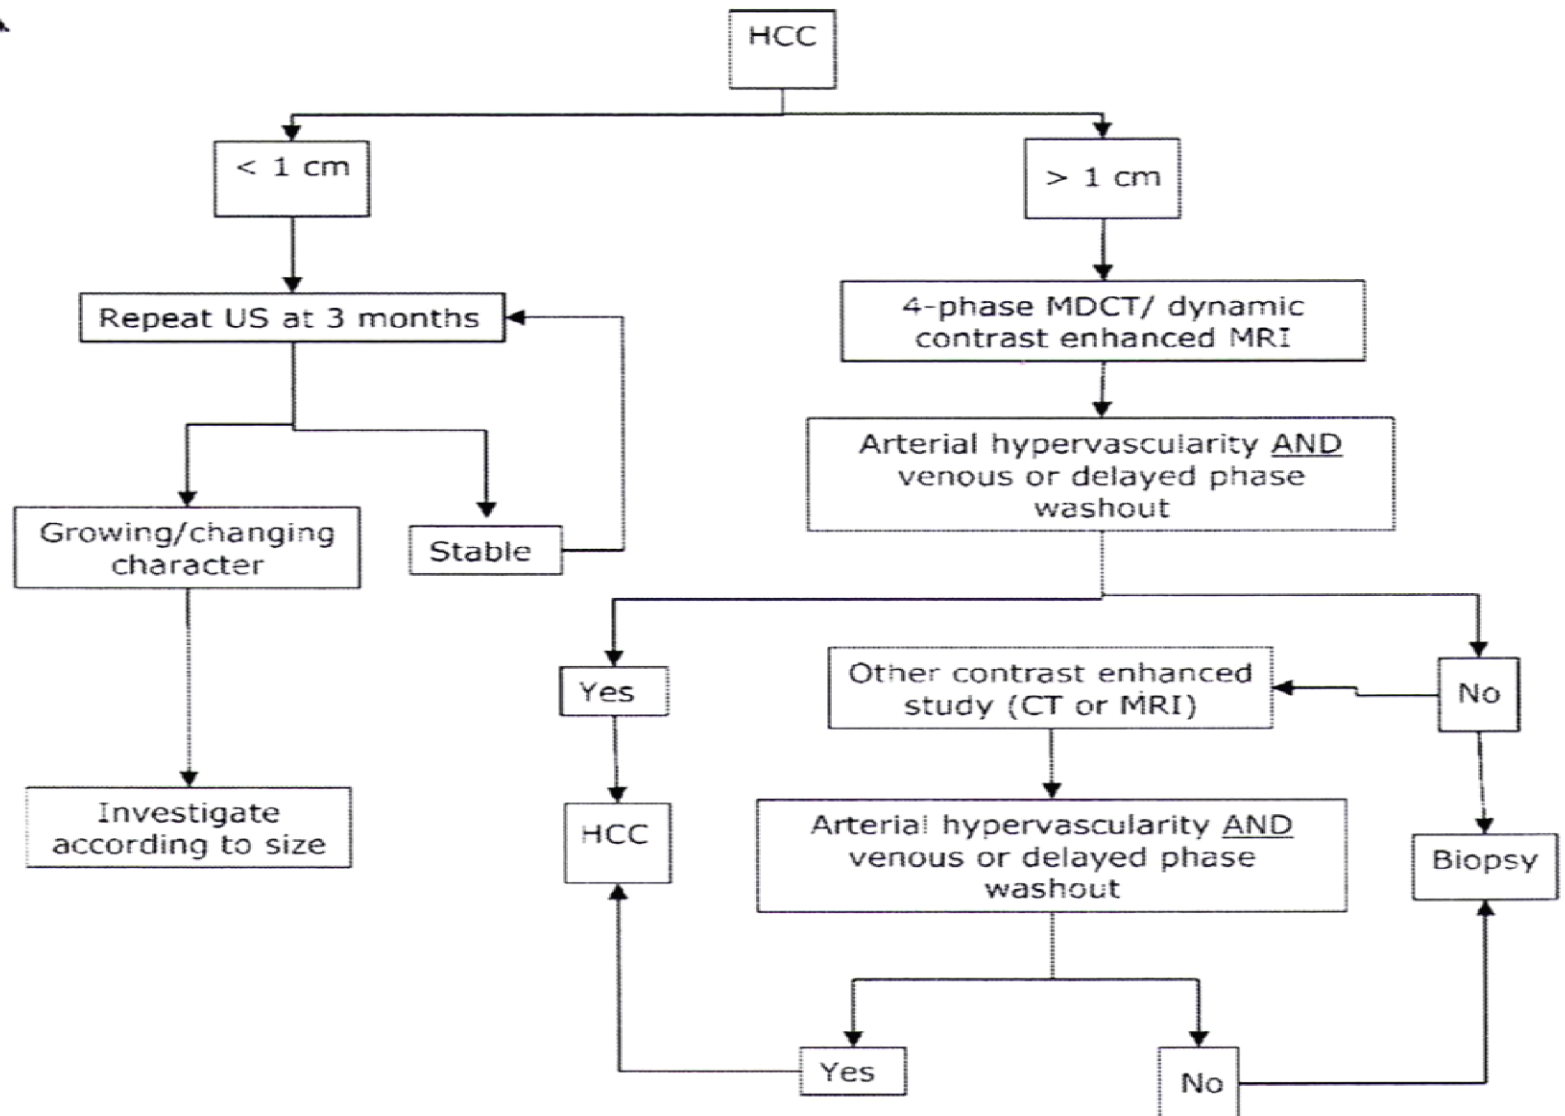 HCC
< 1 cm
> 1 cm
Repeat US at 3 months
4-phase MDCT/ dynamic
contrast enhanced MRI
Arterial hypervascularity AND
venous or delayed phase
washout
Growing/changing
character
Stable
Investigate
according to size
Yes
No
Other contrast enhanced
study (CT or MRI)
HCC
Arterial hypervascularity AND
venous or delayed phase
washout
Biopsy
Yes
No